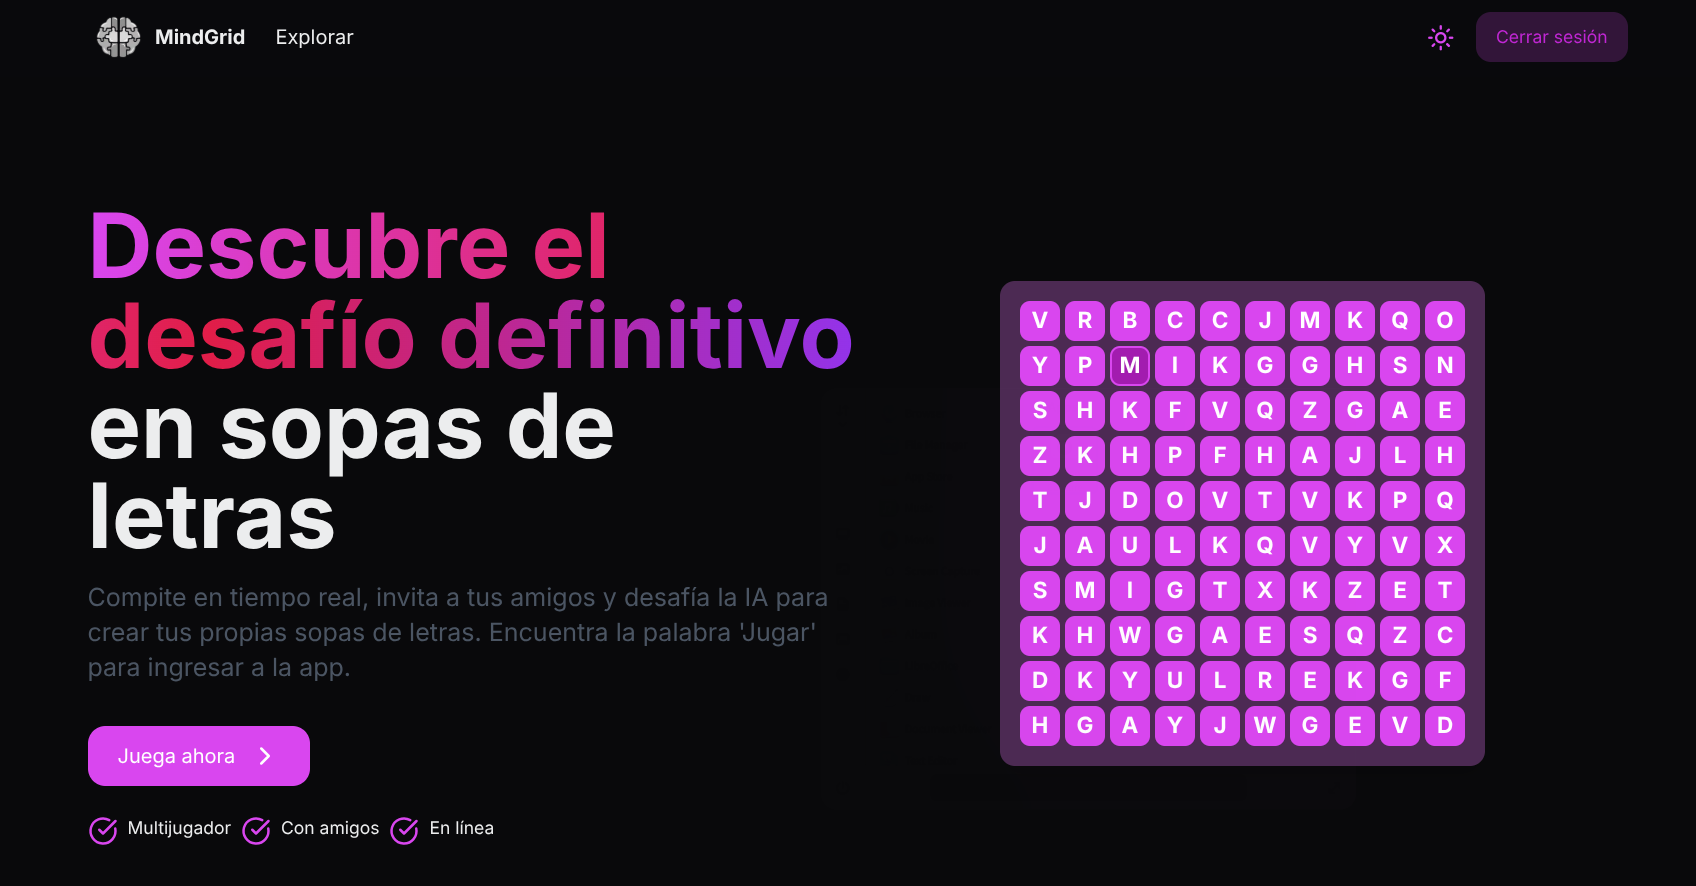 MindGrid Explorar Cerrar sesión
Descubre el
desafío definitivo
en sopas de
letras
Compite en tiempo real, invita a tus amigos y desafía la IA para
crear tus propias sopas de letras. Encuentra la palabra 'Jugar'
para ingresar a la app.
Juega ahora
Multijugador Con amigos En línea
V R B C C J M K Q O
Y P M I K G G H S N
S H K F V Q Z G A E
Z K H P F H A J L H
T J D O V T V K P Q
J A U L K Q V Y V X
S M I G T X K Z E T
K H W G A E S Q Z C
D K Y U L R E K G F
H G A Y J W G E V D